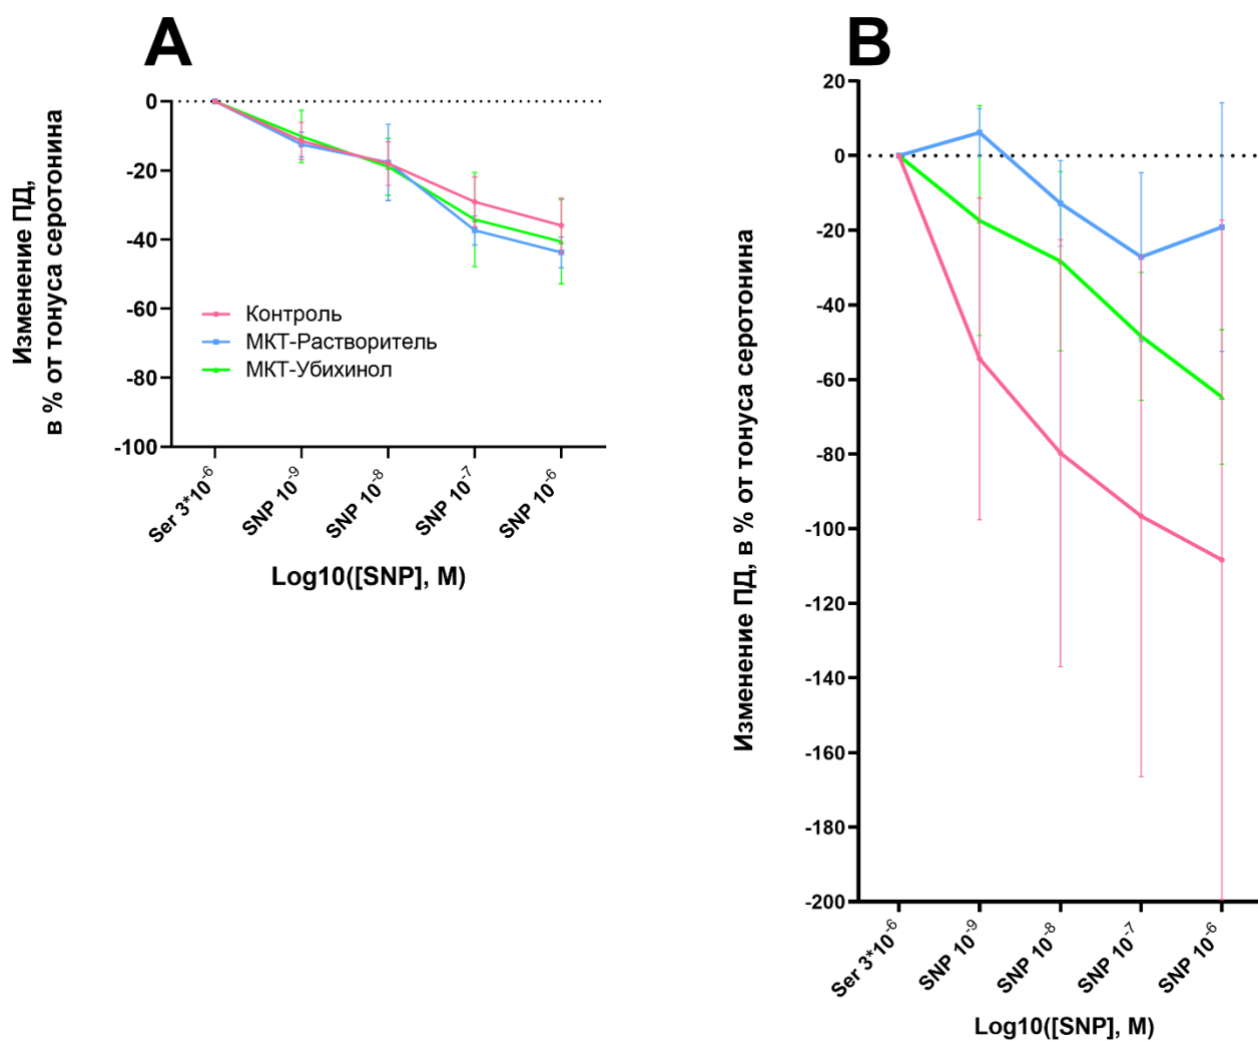 A
Изменение ПД,
в % от тонуса серотонина
0
-20
-40
-60
-80
-100
Контроль
МКТ-Растворитель
МКТ-Убихинол
Ser 3*10^-6
SNP 10^-9
SNP 10^-8
SNP 10^-7
SNP 10^-6
Log10([SNP], M)
B
Изменение ПД, в % от тонуса серотонина
20
0
-20
-40
-60
-80
-100
-120
-140
-160
-180
-200
Ser 3*10^-6
SNP 10^-9
SNP 10^-8
SNP 10^-7
SNP 10^-6
Log10([SNP], M)